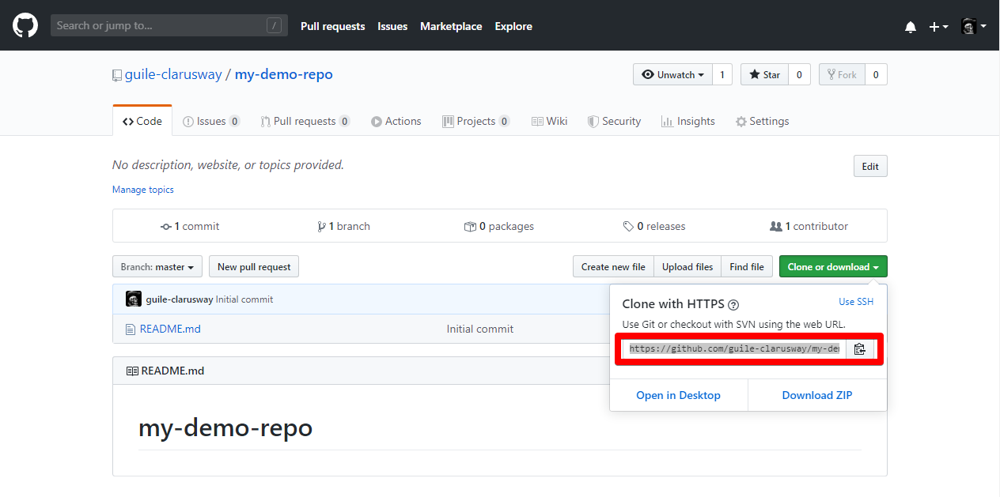 Search or jump to... / Pull requests Issues Marketplace Explore
guile-clarusway / my-demo-repo Unwatch 1 Star 0 Fork 0
Code Issues 0 Pull requests 0 Actions Projects 0 Wiki Security Insights Settings
No description, website, or topics provided. Edit
Manage topics
1 commit 1 branch 0 packages 0 releases 1 contributor
Branch: master New pull request Create new file Upload files Find file Clone or download
guile-clarusway Initial commit
README.md Initial commit
Clone with HTTPS ? Use SSH
Use Git or checkout with SVN using the web URL.
https://github.com/guile-clarusway/my-de
Open in Desktop Download ZIP
README.md
my-demo-repo